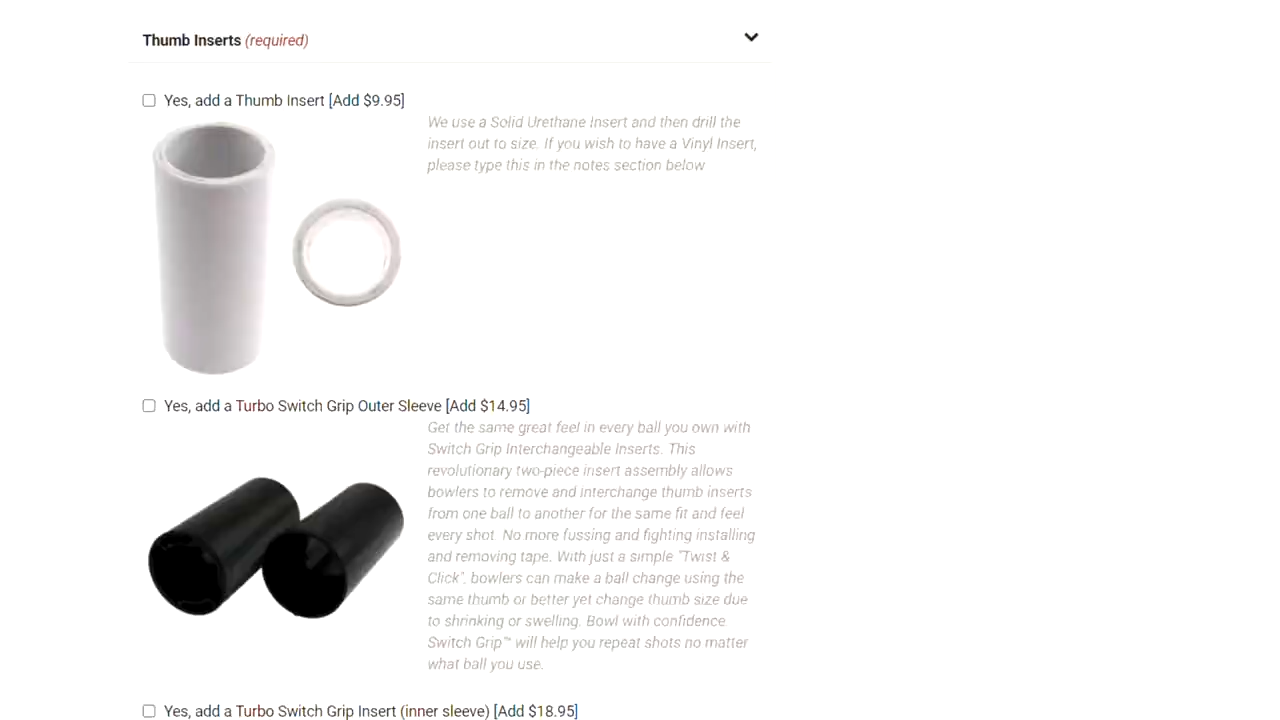 Thumb Inserts (required)
Yes, add a Thumb Insert [Add $9.95]
We use a Solid Urethane Insert and then drill the
insert out to size. If you wish to have a Vinyl Insert,
please type this in the notes section below
Yes, add a Turbo Switch Grip Outer Sleeve [Add $14.95]
Get the same great feel in every ball you own with
Switch Grip Interchangeable Inserts. This
revolutionary two-piece insert assembly allows
bowlers to remove and interchange thumb inserts
from one ball to another for the same fit and feel
every shot. No more fussing and fighting installing
and removing tape. With just a simple "Twist &
Click", bowlers can make a ball change using the
same thumb or better yet change thumb size due
to shrinking or swelling. Bowl with confidence
Switch Grip™ will help you repeat shots no matter
what ball you use.
Yes, add a Turbo Switch Grip Insert (inner sleeve) [Add $18.95]